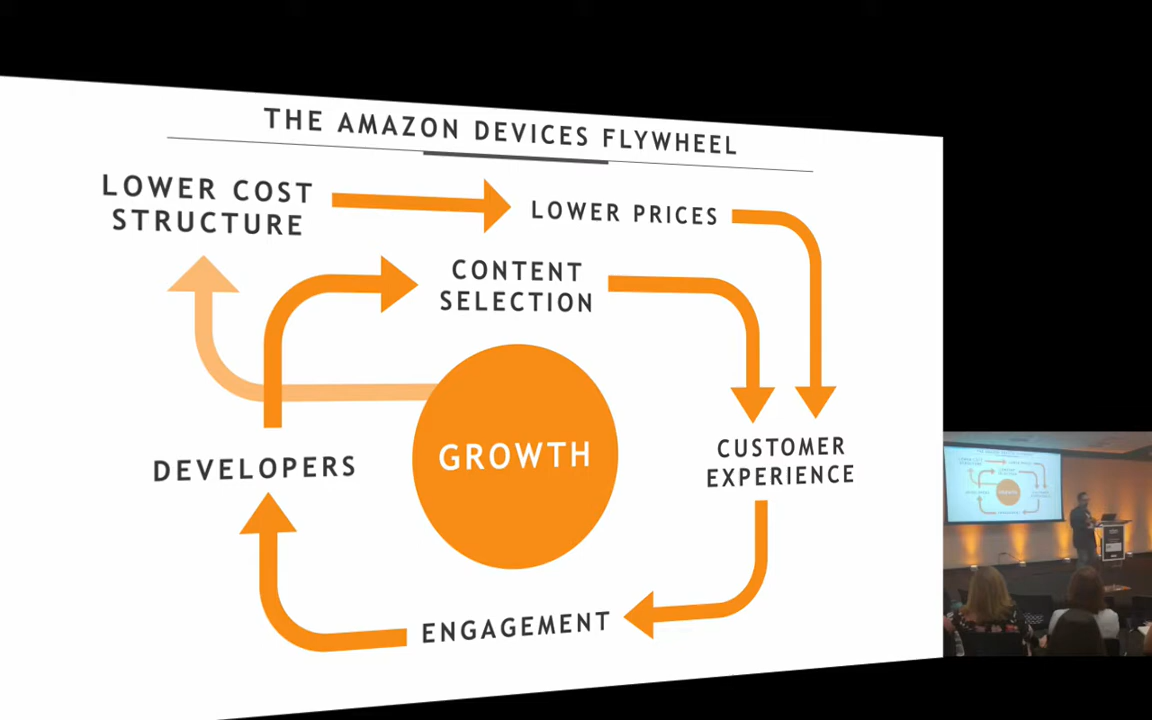 THE AMAZON DEVICES FLYWHEEL
LOWER COST
STRUCTURE
LOWER PRICES
CONTENT
SELECTION
GROWTH
CUSTOMER
EXPERIENCE
DEVELOPERS
ENGAGEMENT